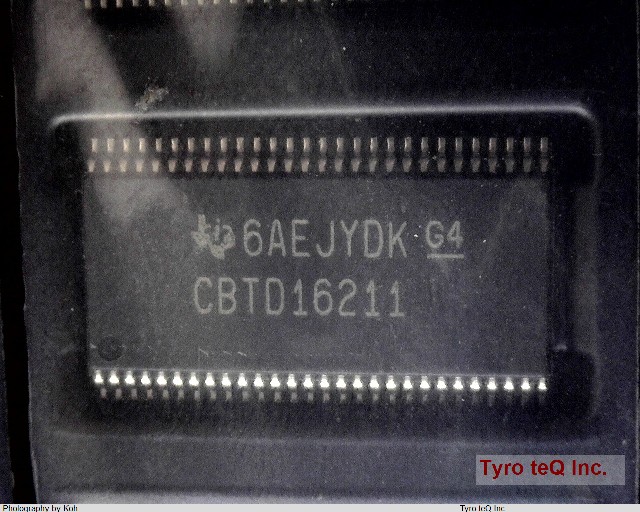 6AEJYDK G4
CBTD16211
Tyro teQ Inc.
Photography by Koh
Tyro teQ Inc